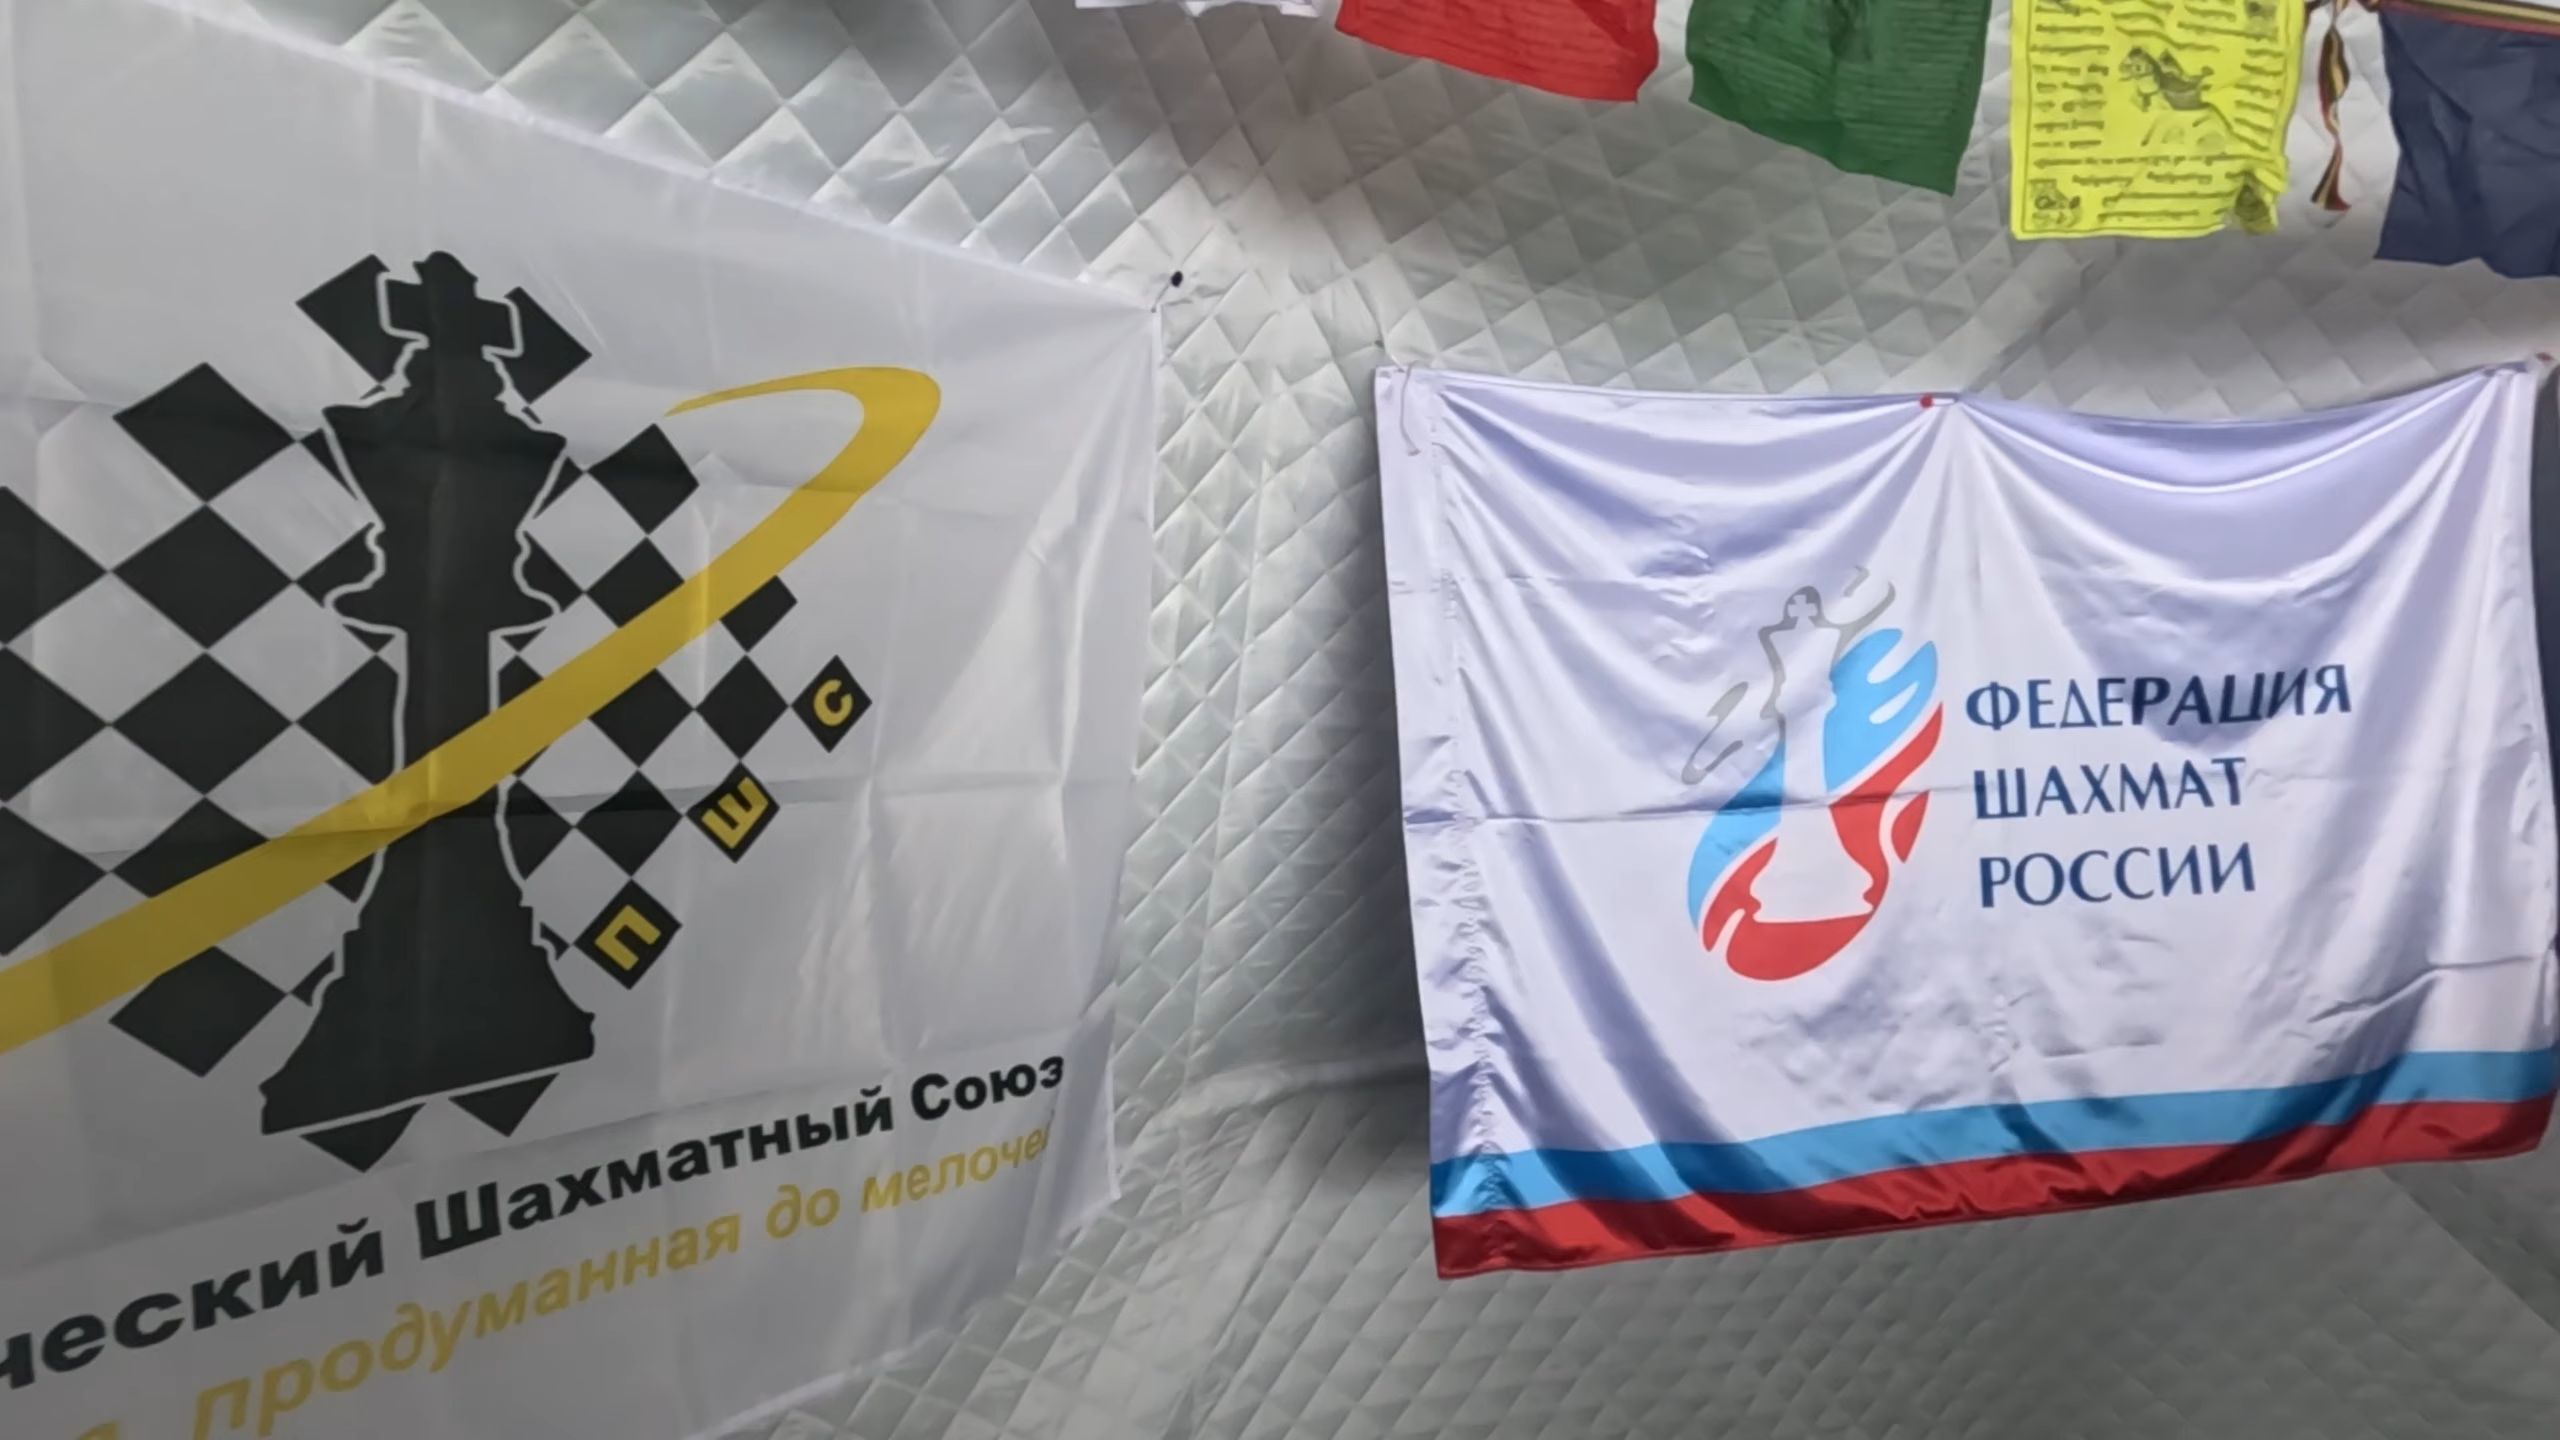 С
Ш
П
ческий Шахматный Союз
продуманная до мелоче
ФЕДЕРАЦИЯ
ШАХМАТ
РОССИИ